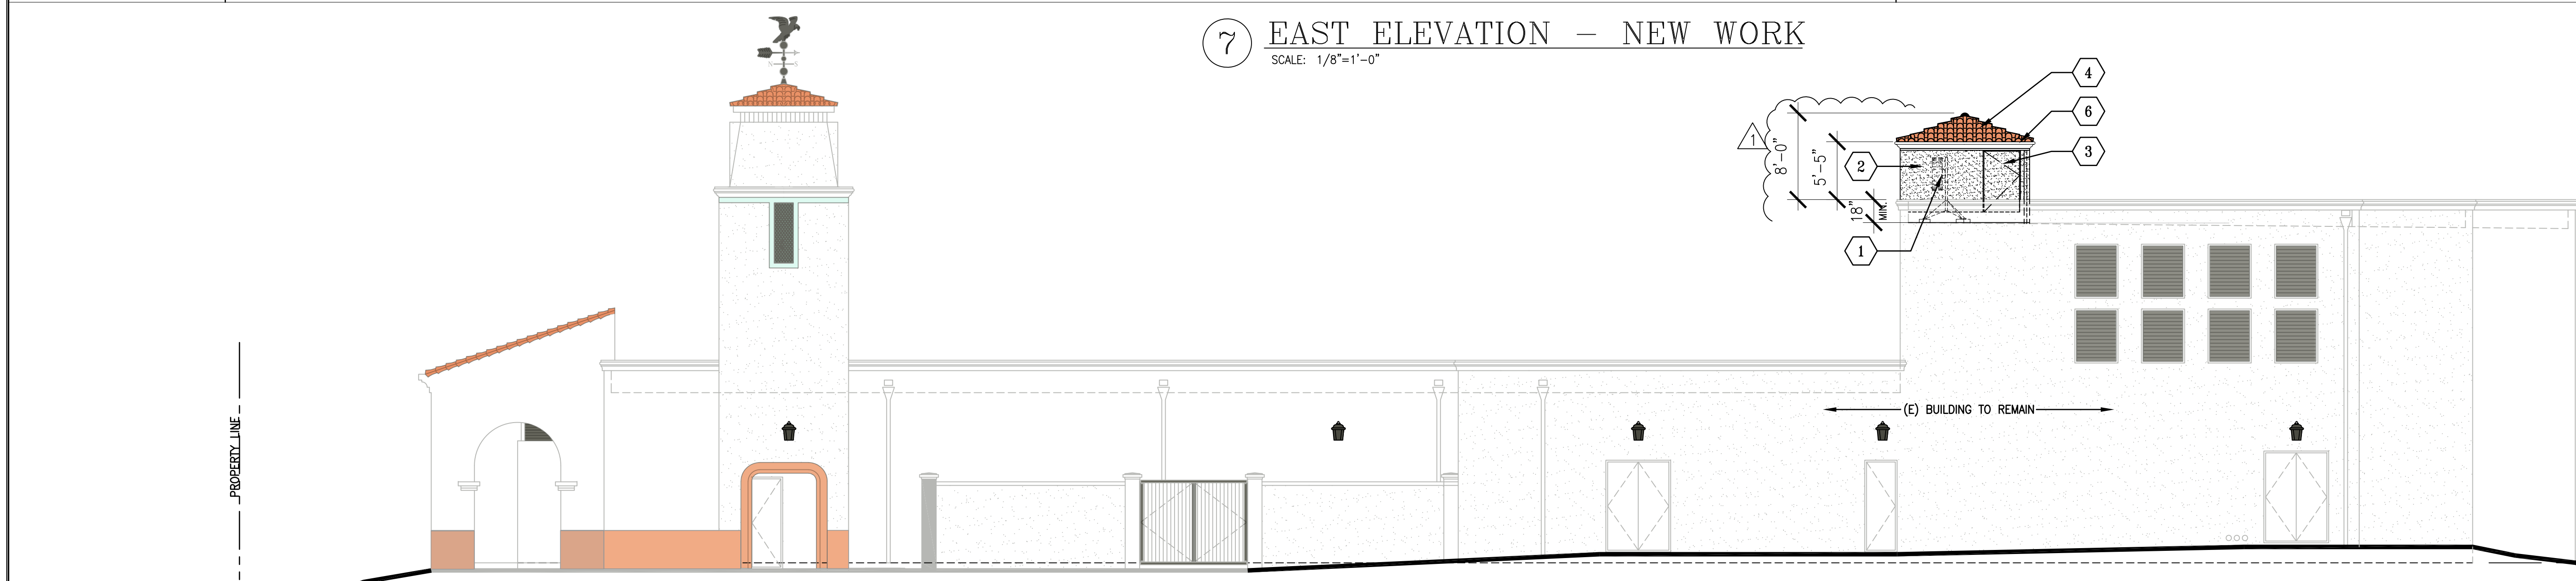 7
EAST ELEVATION – NEW WORK
SCALE: 1/8"=1'-0"
4
6
3
1
8'-0"
5'-5"
2
18"
MIN.
1
N S
(E) BUILDING TO REMAIN
PROPERTY LINE